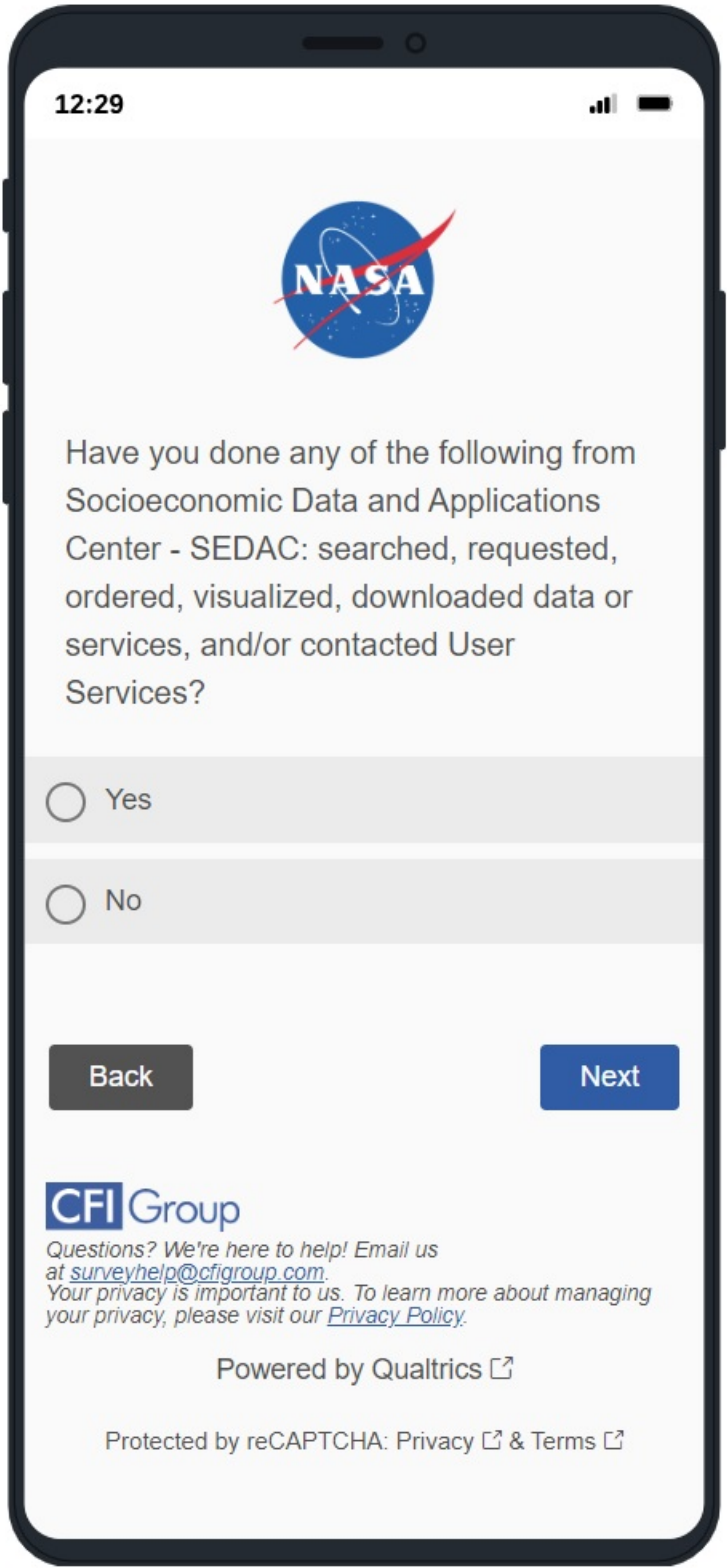 12:29
NASA
Have you done any of the following from
Socioeconomic Data and Applications
Center - SEDAC: searched, requested,
ordered, visualized, downloaded data or
services, and/or contacted User
Services?
Yes
No
Back
Next
CFI Group
Questions? We're here to help! Email us
at surveyhelp@cfigroup.com.
Your privacy is important to us. To learn more about managing
your privacy, please visit our Privacy Policy.
Powered by Qualtrics
Protected by reCAPTCHA: Privacy & Terms